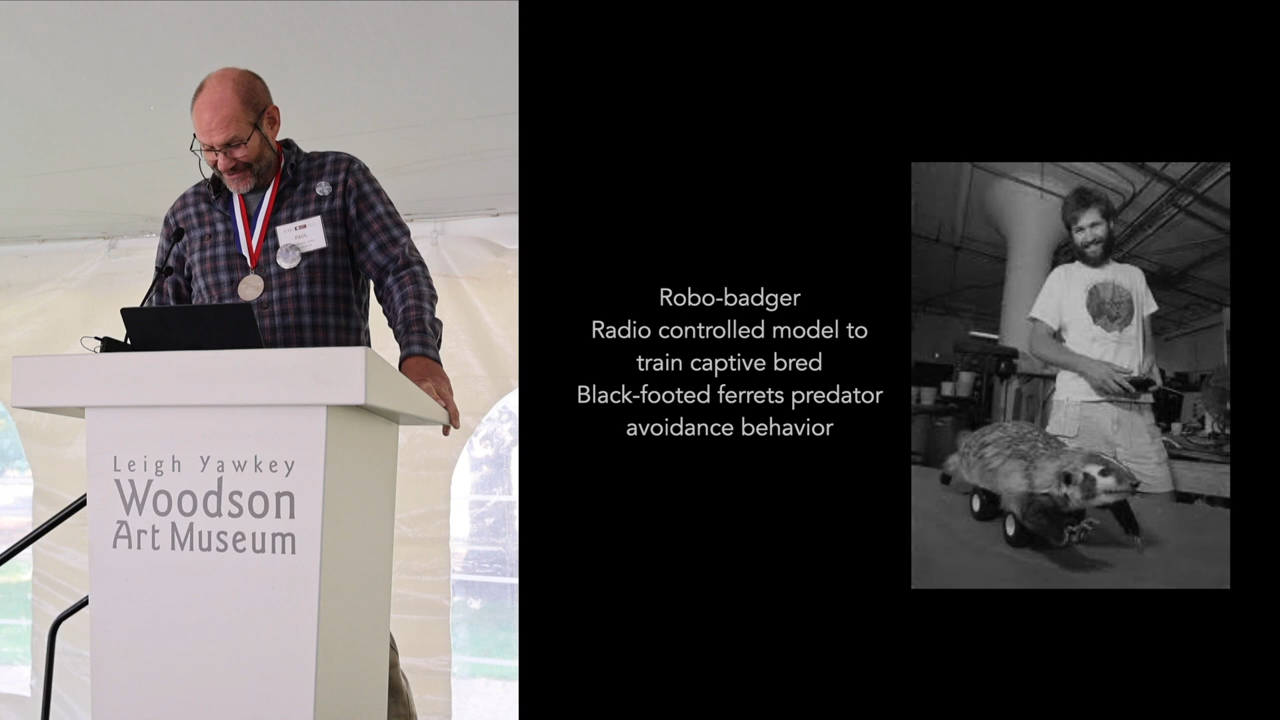 PAUL
Leigh Yawkey
Woodson
Art Museum
Robo-badger
Radio controlled model to
train captive bred
Black-footed ferrets predator
avoidance behavior